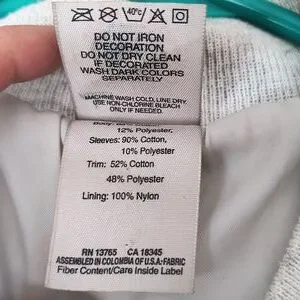 40°c
DO NOT IRON
DECORATION
DO NOT DRY CLEAN
IF DECORATED
WASH DARK COLORS
SEPARATELY
MACHINE WASH COLD, LINE DRY
USE NON-CHLORINE BLEACH
ONLY IF NEEDED.
12% Polyester,
Sleeves: 90% Cotton,
10% Polyester
Trim: 52% Cotton
48% Polyester
Lining: 100% Nylon
RN 13765 CA 18345
ASSEMBLED IN COLOMBIA OF U.S.A. FABRIC
Fiber Content/Care Inside Label